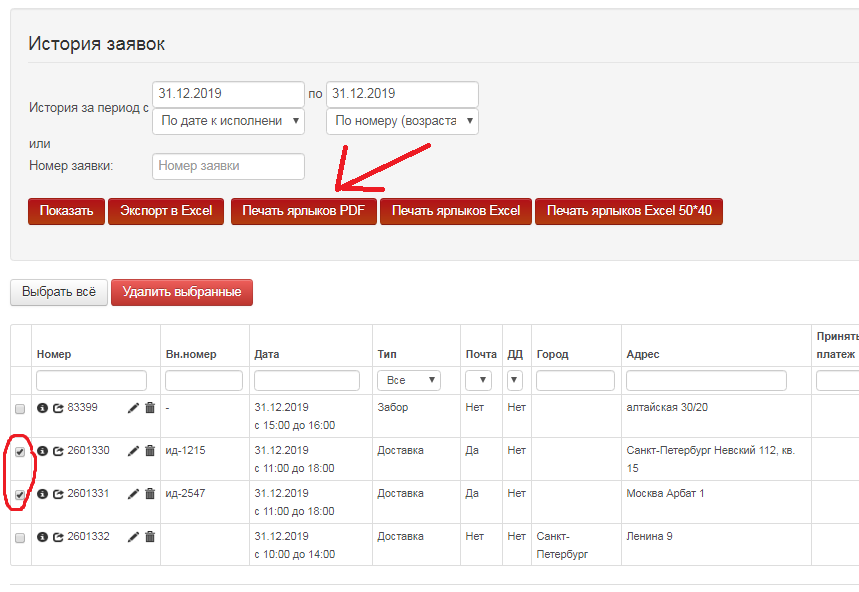 История заявок
История за период с 31.12.2019 по 31.12.2019
По дате к исполнени По номеру (возраста
или
Номер заявки: Номер заявки
Показать Экспорт в Excel Печать ярлыков PDF Печать ярлыков Excel Печать ярлыков Excel 50*40
Выбрать всё Удалить выбранные
Номер Вн.номер Дата Тип Почта ДД Город Адрес Принять
платеж
Все
83399 - 31.12.2019 Забор Нет Нет алтайская 30/20
с 15:00 до 16:00
2601330 ид-1215 31.12.2019 Доставка Да Нет Санкт-Петербург Невский 112, кв.
с 11:00 до 18:00 15
2601331 ид-2547 31.12.2019 Доставка Да Нет Москва Арбат 1
с 11:00 до 18:00
2601332 31.12.2019 Доставка Нет Нет Санкт- Ленина 9
с 10:00 до 14:00 Петербург